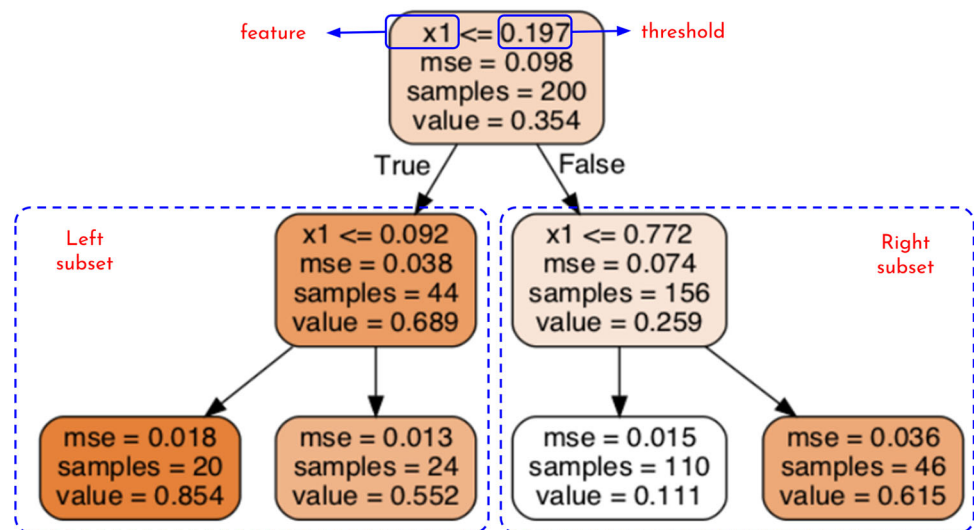 feature
threshold
x1 <= 0.197
mse = 0.098
samples = 200
value = 0.354
True
False
Left
subset
x1 <= 0.092
mse = 0.038
samples = 44
value = 0.689
x1 <= 0.772
mse = 0.074
samples = 156
value = 0.259
Right
subset
mse = 0.018
samples = 20
value = 0.854
mse = 0.013
samples = 24
value = 0.552
mse = 0.015
samples = 110
value = 0.111
mse = 0.036
samples = 46
value = 0.615